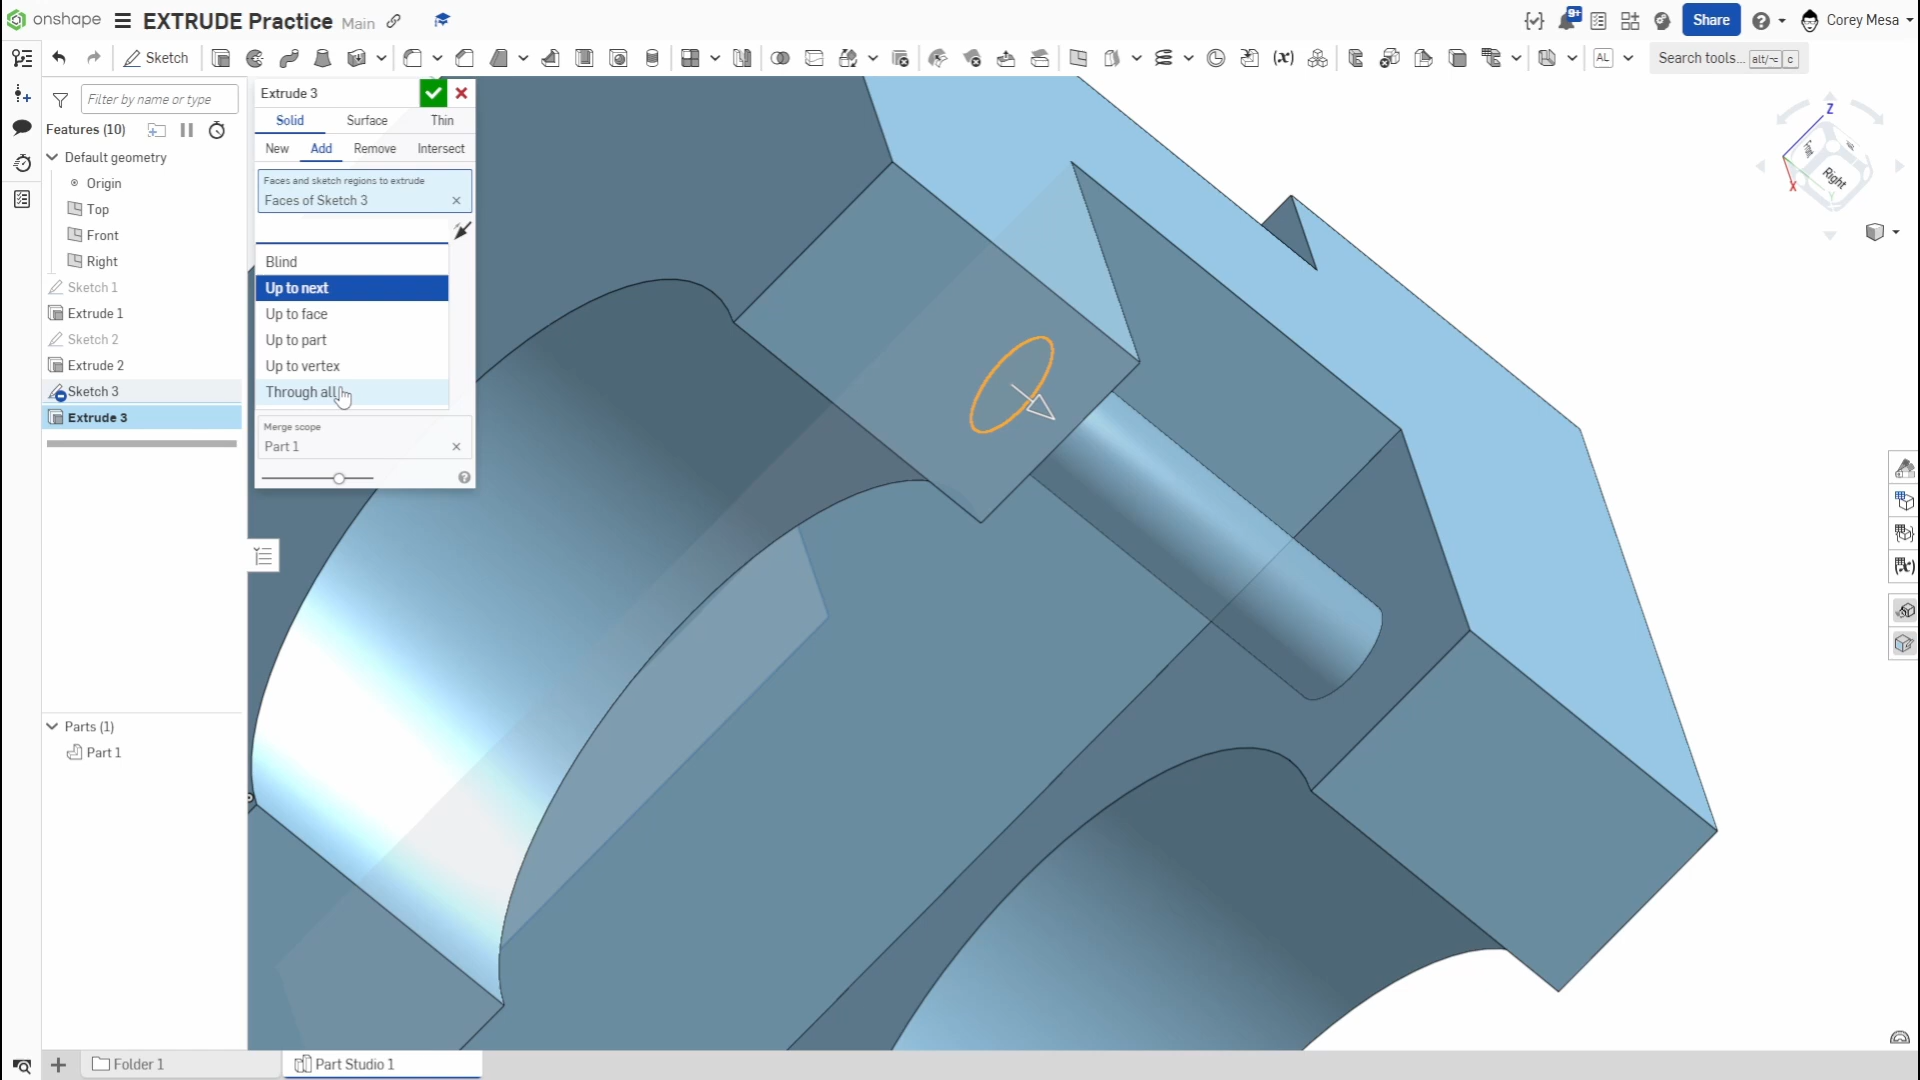 onshape
EXTRUDE Practice Main
9+
Share
Corey Mesa
Sketch
(x)
AL
Search tools... alt/⌥ c
Filter by name or type
Features (10)
Default geometry
Origin
Top
Front
Right
Sketch 1
Extrude 1
Sketch 2
Extrude 2
Sketch 3
Extrude 3
Parts (1)
Part 1
Extrude 3
Solid Surface Thin
New Add Remove Intersect
Faces and sketch regions to extrude
Faces of Sketch 3
Blind
Up to next
Up to face
Up to part
Up to vertex
Through all
Merge scope
Part 1
Z
Front
Right
X
Y
(x)
Folder 1
Part Studio 1